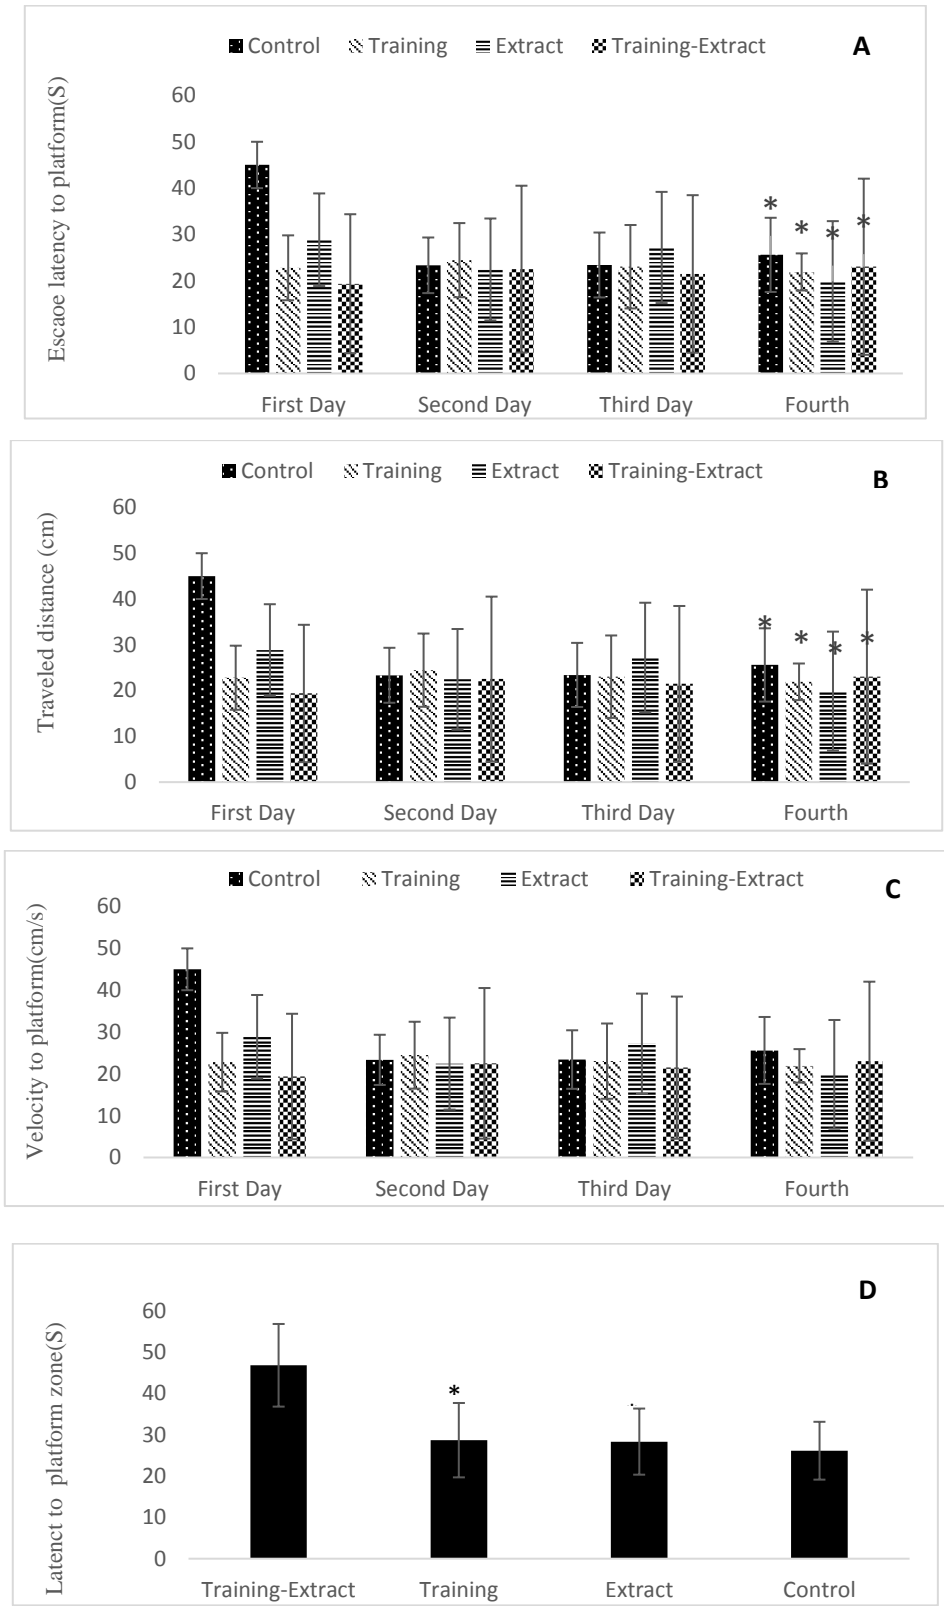 Control Training Extract Training-Extract
A
Escaoe latency to platform(S)
60
50
40
30
20
10
0
* * * *
First Day Second Day Third Day Fourth
Control Training Extract Training-Extract
B
Traveled distance (cm)
60
50
40
30
20
10
0
* * * *
First Day Second Day Third Day Fourth
Control Training Extract Training-Extract
C
Velocity to platform(cm/s)
60
50
40
30
20
10
0
First Day Second Day Third Day Fourth
D
Latenct to platform zone(S)
60
50
40
30
20
10
0
*
Training-Extract Training Extract Control